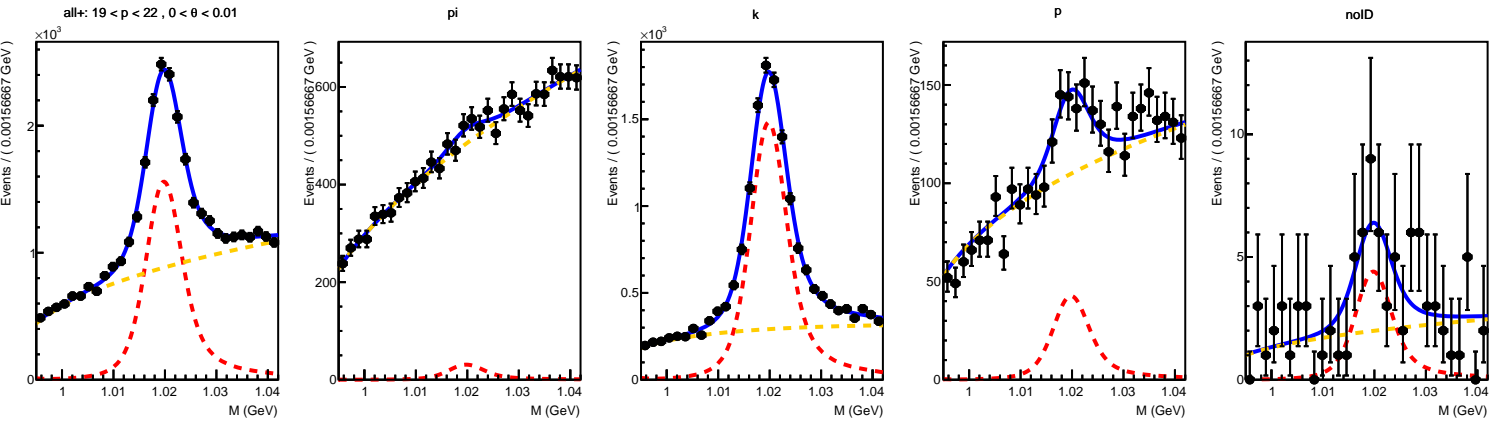 all+: 19 < p < 22 , 0 < θ < 0.01
×10³
Events / ( 0.00156667 GeV )
2
1
0
1 1.01 1.02 1.03 1.04
M (GeV)
pi
Events / ( 0.00156667 GeV )
600
400
200
0
1 1.01 1.02 1.03 1.04
M (GeV)
k
×10³
Events / ( 0.00156667 GeV )
1.5
1
0.5
0
1 1.01 1.02 1.03 1.04
M (GeV)
p
Events / ( 0.00156667 GeV )
150
100
50
0
1 1.01 1.02 1.03 1.04
M (GeV)
noID
Events / ( 0.00156667 GeV )
10
5
0
1 1.01 1.02 1.03 1.04
M (GeV)